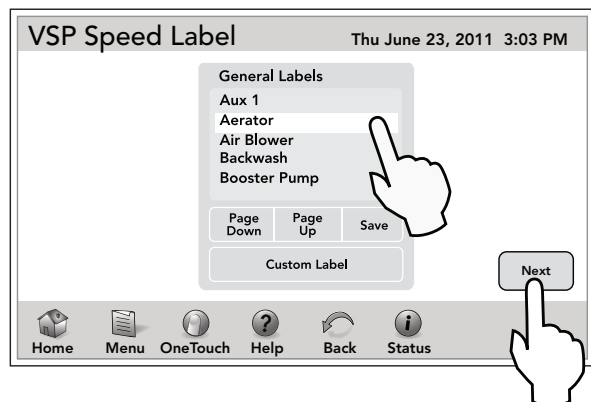 VSP Speed Label Thu June 23, 2011 3:03 PM
General Labels
Aux 1
Aerator
Air Blower
Backwash
Booster Pump
Page Down
Page Up
Save
Custom Label
Next
Home Menu OneTouch Help Back Status